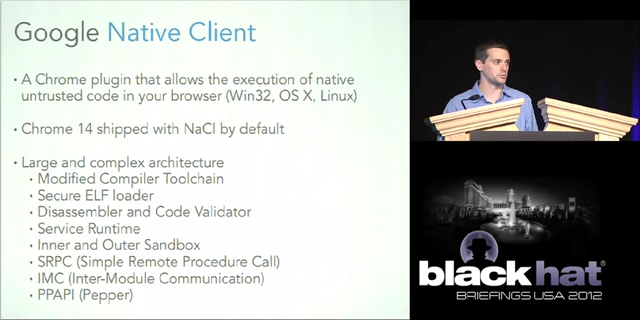 Google Native Client
• A Chrome plugin that allows the execution of native
untrusted code in your browser (Win32, OS X, Linux)
• Chrome 14 shipped with NaCl by default
• Large and complex architecture
• Modified Compiler Toolchain
• Secure ELF loader
• Disassembler and Code Validator
• Service Runtime
• Inner and Outer Sandbox
• SRPC (Simple Remote Procedure Call)
• IMC (Inter-Module Communication)
• PPAPI (Pepper)
black hat®
BRIEFINGS USA 2012